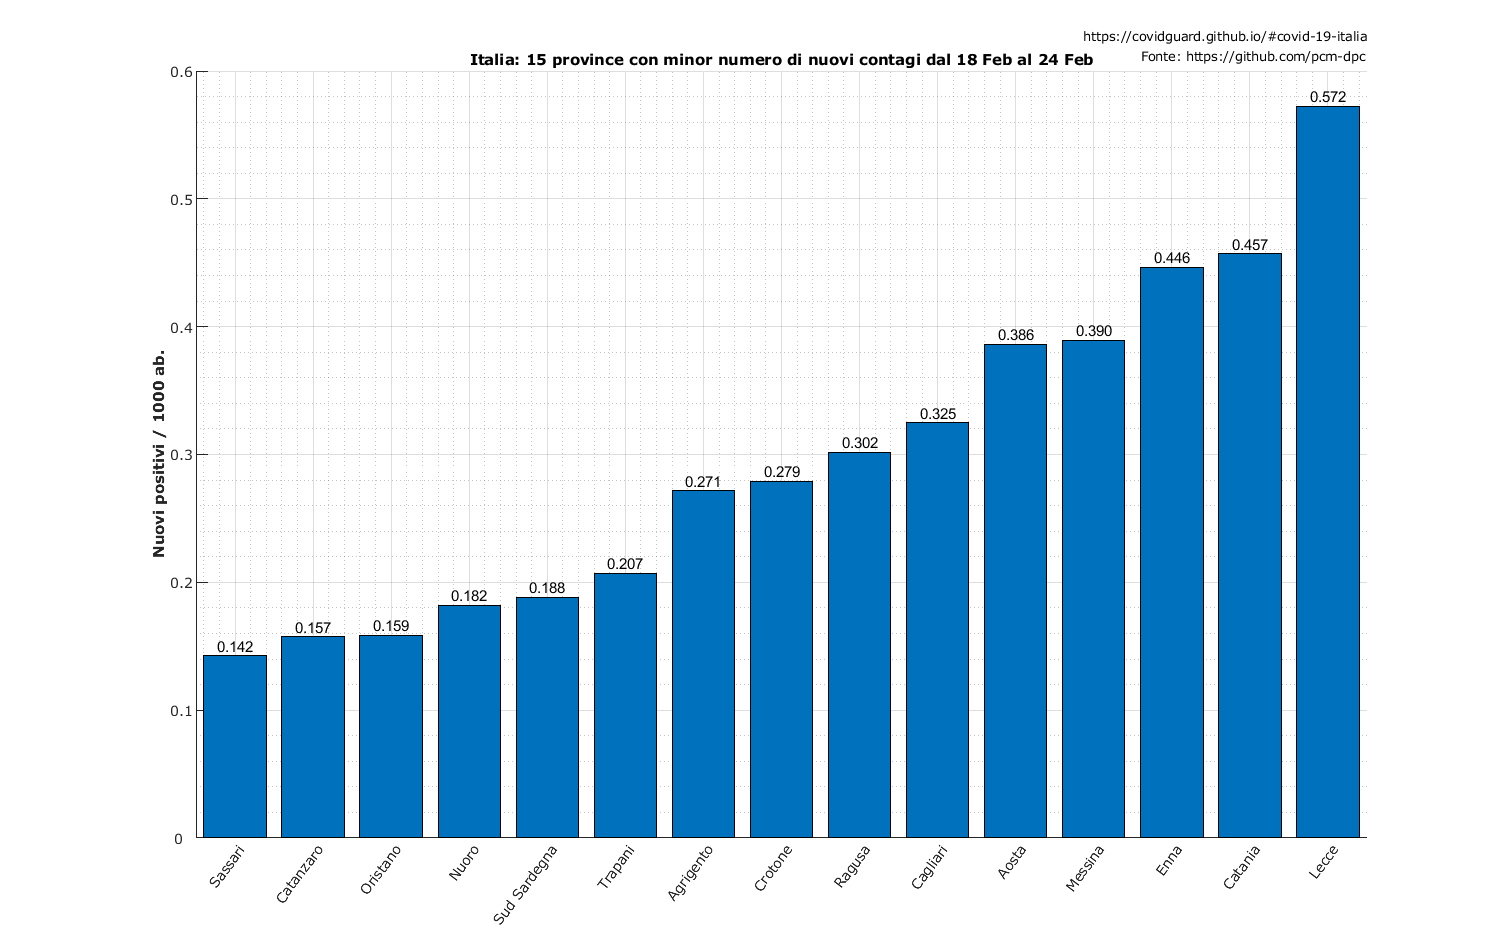 https://covidguard.github.io/#covid-19-italia
Italia: 15 province con minor numero di nuovi contagi dal 18 Feb al 24 Feb
Fonte: https://github.com/pcm-dpc
Nuovi positivi / 1000 ab.
0.6
0.5
0.4
0.3
0.2
0.1
0
0.142
0.157
0.159
0.182
0.188
0.207
0.271
0.279
0.302
0.325
0.386
0.390
0.446
0.457
0.572
Sassari
Catanzaro
Oristano
Nuoro
Sud Sardegna
Trapani
Agrigento
Crotone
Ragusa
Cagliari
Aosta
Messina
Enna
Catania
Lecce